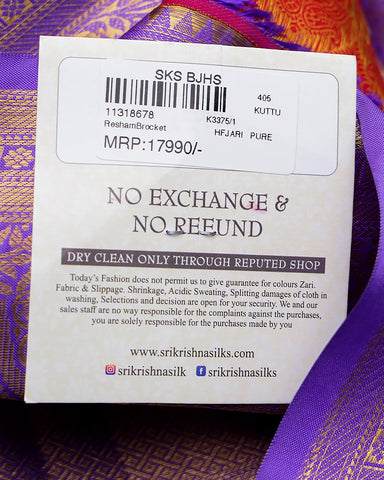 SKS BJHS
11318678
405
KUTTU
K3375/1
ReshamBrocket
HFJARI PURE
MRP:17990/-
NO EXCHANGE &
NO REEUND
DRY CLEAN ONLY THROUGH REPUTED SHOP
Today's Fashion does not permit us to give guarantee for colours Zari.
Fabric & Slippage. Shrinkage, Acidic Sweating, Splitting damages of cloth in
washing, Selections and decision are open for your security. We and our
sales staff are no way responsible for the complaints against the purchases,
you are solely responsible for the purchases made by you
www.srikrishnasilks.com
srikrishnasilk srikrishnasilks